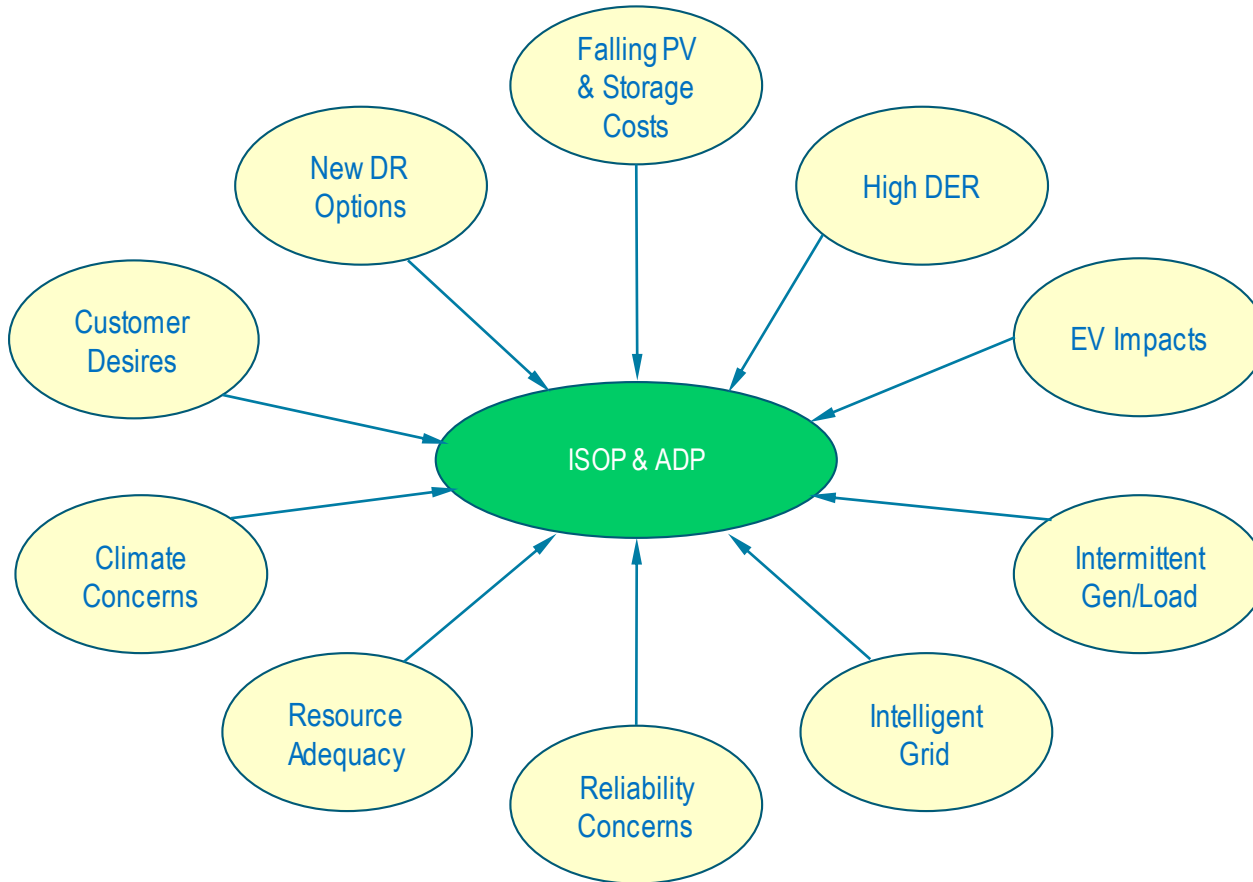 Falling PV
& Storage
Costs
New DR
Options
High DER
Customer
Desires
EV Impacts
ISOP & ADP
Climate
Concerns
Intermittent
Gen/Load
Resource
Adequacy
Intelligent
Grid
Reliability
Concerns